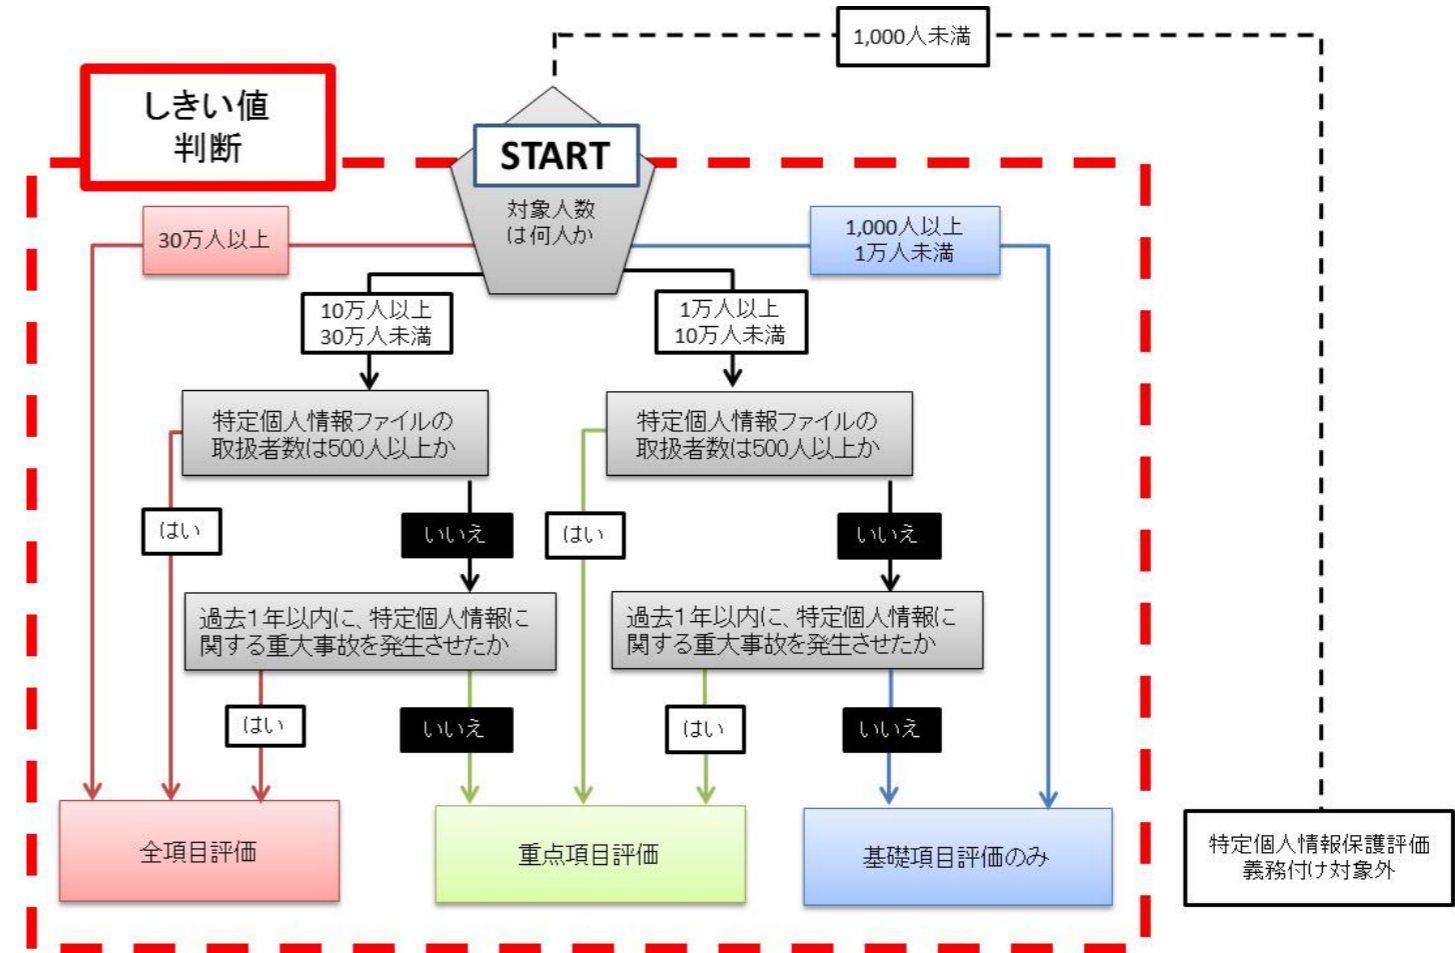 1,000人未満
しきい値
判断
START
対象人数
は何人か
30万人以上
1,000人以上
1万人未満
10万人以上
30万人未満
1万人以上
10万人未満
特定個人情報ファイルの
取扱者数は500人以上か
特定個人情報ファイルの
取扱者数は500人以上か
はい
いいえ
はい
いいえ
過去1年以内に、特定個人情報に
関する重大事故を発生させたか
過去1年以内に、特定個人情報に
関する重大事故を発生させたか
はい
いいえ
はい
いいえ
全項目評価
重点項目評価
基礎項目評価のみ
特定個人情報保護評価
義務付け対象外